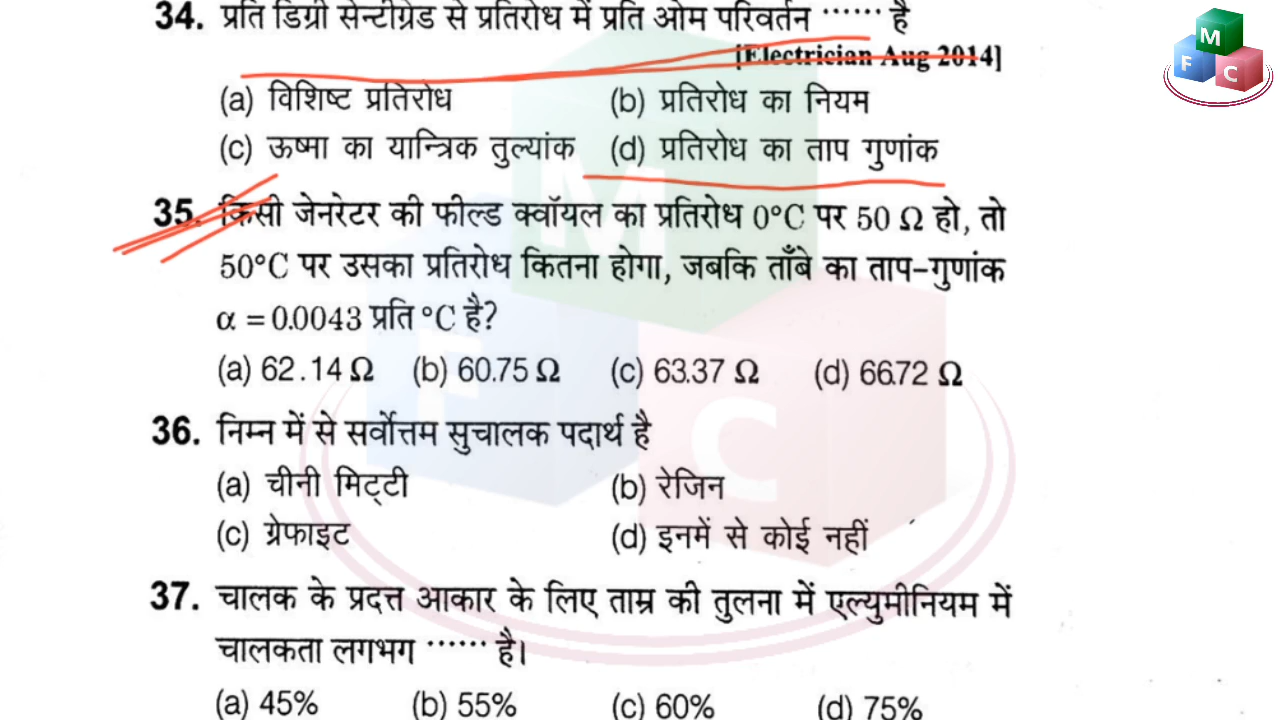 34. प्रति डिग्री सेन्टीग्रेड से प्रतिरोध में प्रति ओम परिवर्तन ...... है
[Electrician Aug 2014]
(a) विशिष्ट प्रतिरोध (b) प्रतिरोध का नियम
(c) ऊष्मा का यान्त्रिक तुल्यांक (d) प्रतिरोध का ताप गुणांक
35. किसी जेनरेटर की फील्ड क्वॉयल का प्रतिरोध 0°C पर 50 Ω हो, तो
50°C पर उसका प्रतिरोध कितना होगा, जबकि ताँबे का ताप-गुणांक
α = 0.0043 प्रति °C है?
(a) 62.14 Ω (b) 60.75 Ω (c) 63.37 Ω (d) 66.72 Ω
36. निम्न में से सर्वोत्तम सुचालक पदार्थ है
(a) चीनी मिट्टी (b) रेजिन
(c) ग्रेफाइट (d) इनमें से कोई नहीं
37. चालक के प्रदत्त आकार के लिए ताम्र की तुलना में एल्युमीनियम में
चालकता लगभग ...... है।
(a) 45% (b) 55% (c) 60% (d) 75%
M
F C
M
F C